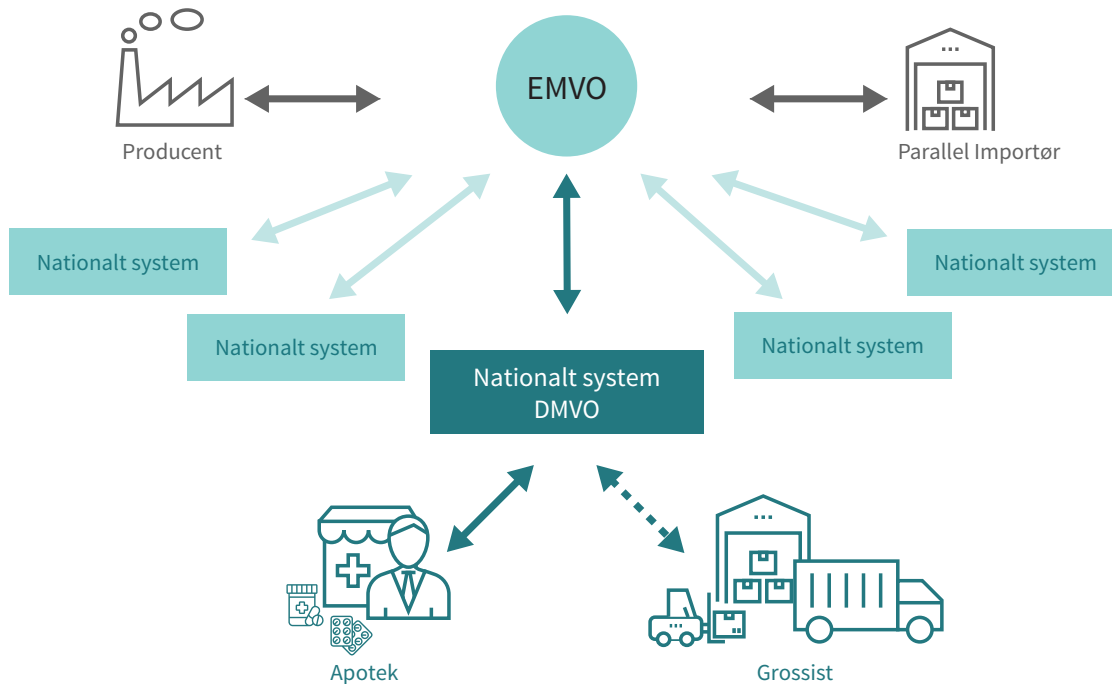 EMVO
Producent
Parallel Importør
Nationalt system
Nationalt system
Nationalt system
Nationalt system
Nationalt system
DMVO
Apotek
Grossist